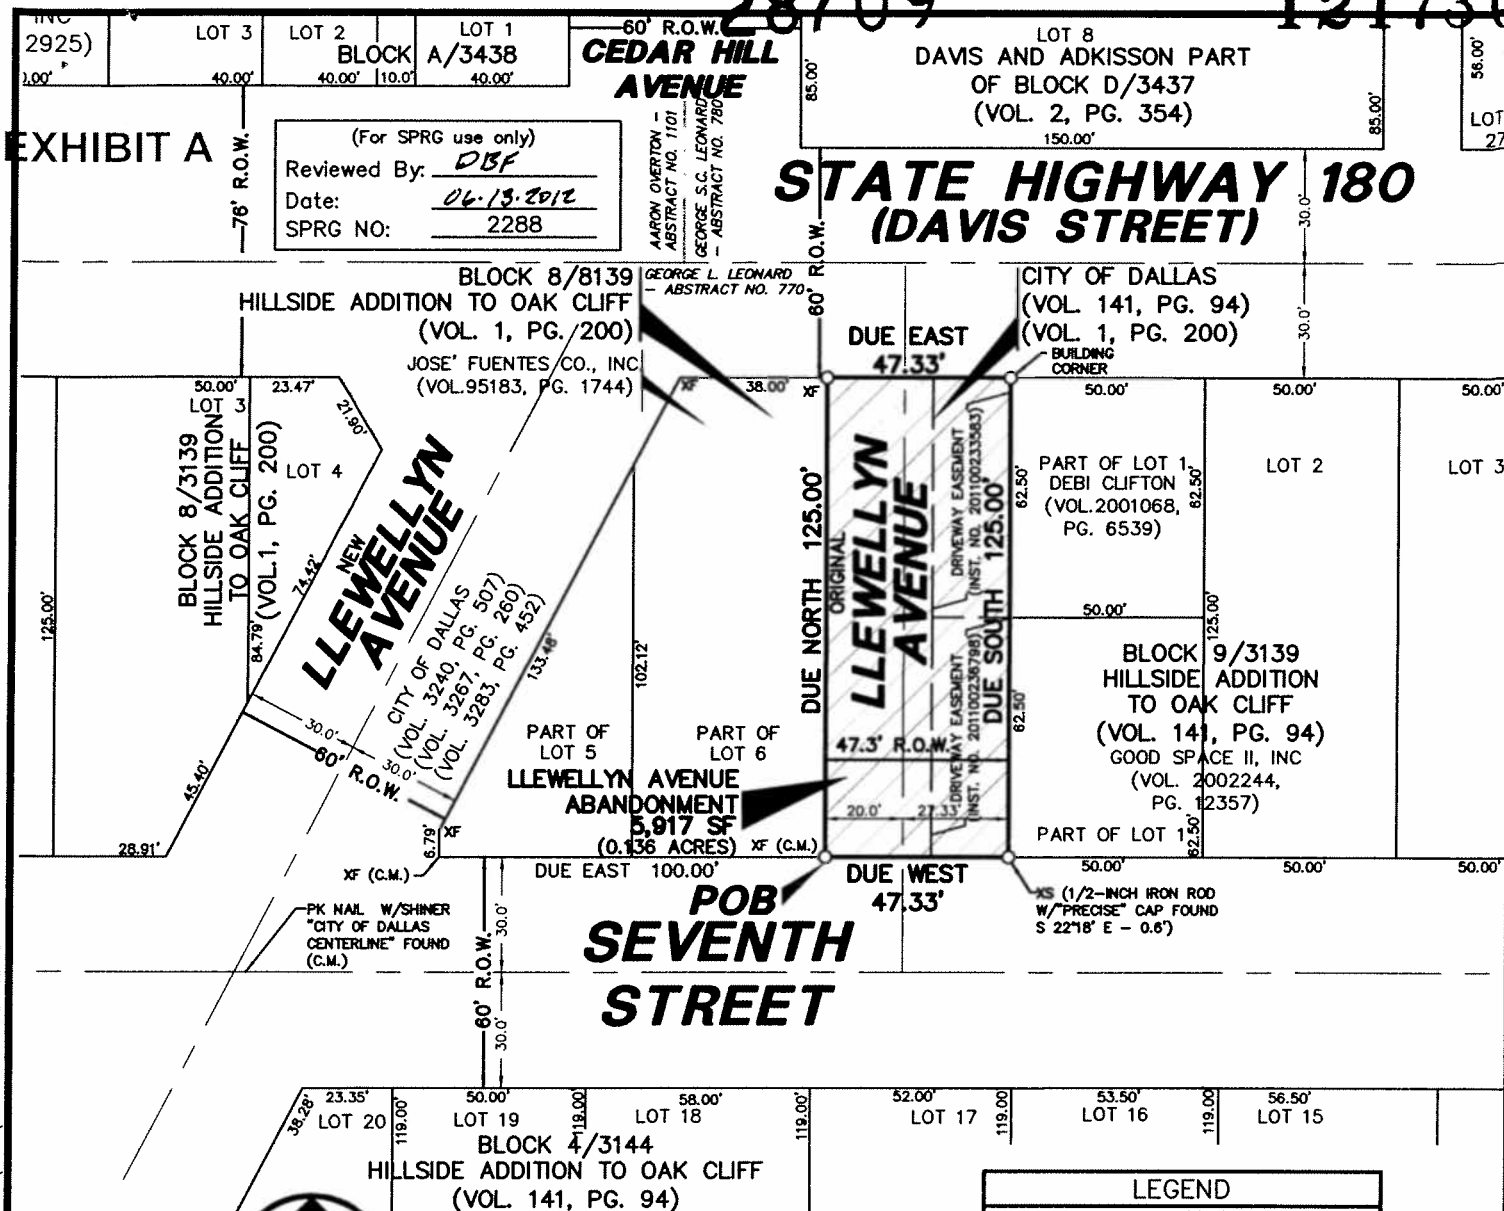 2925)
LOT 3
LOT 2
LOT 1
BLOCK A/3438
40.00'
40.00'
10.0'
40.00'
60' R.O.W.
CEDAR HILL
AVENUE
28709
LOT 8
DAVIS AND ADKISSON PART
OF BLOCK D/3437
(VOL. 2, PG. 354)
150.00'
85.00'
85.00'
56.00'
LOT
27
EXHIBIT A
76' R.O.W.
(For SPRG use only)
Reviewed By: DBF
Date: 06.13.2012
SPRG NO: 2288
AARON OVERTON -
ABSTRACT NO. 1101
GEORGE S.C. LEONARD
- ABSTRACT NO. 780
GEORGE L. LEONARD
- ABSTRACT NO. 770
60' R.O.W.
STATE HIGHWAY 180
(DAVIS STREET)
30.0'
30.0'
BLOCK 8/8139
HILLSIDE ADDITION TO OAK CLIFF
(VOL. 1, PG. 200)
JOSE' FUENTES CO., INC
(VOL.95183, PG. 1744)
CITY OF DALLAS
(VOL. 141, PG. 94)
(VOL. 1, PG. 200)
BUILDING
CORNER
DUE EAST
47.33'
50.00'
23.47'
21.90'
XF
38.00'
XF
50.00'
50.00'
50.00'
LOT 3
LOT 4
BLOCK 8/3139
HILLSIDE ADDITION
TO OAK CLIFF
(VOL.1, PG. 200)
125.00'
84.79'
74.42'
45.40'
28.91'
NEW
LLEWELLYN
AVENUE
CITY OF DALLAS
(VOL. 3240, PG. 507)
(VOL. 3267, PG. 260)
(VOL. 3283, PG. 452)
133.48'
102.12'
30.0'
60' R.O.W.
30.0'
PART OF
LOT 5
PART OF
LOT 6
DUE NORTH 125.00'
ORIGINAL
LLEWELLYN
AVENUE
DRIVEWAY EASEMENT
(INST. NO. 201100233583)
DUE SOUTH 125.00'
DRIVEWAY EASEMENT
(INST. NO. 201100236798)
47.3' R.O.W.
20.0'
27.33'
62.50'
62.50'
PART OF LOT 1
DEBI CLIFTON
(VOL.2001068,
PG. 6539)
62.50'
50.00'
125.00'
LOT 2
LOT 3
BLOCK 9/3139
HILLSIDE ADDITION
TO OAK CLIFF
(VOL. 141, PG. 94)
GOOD SPACE II, INC
(VOL. 2002244,
PG. 12357)
PART OF LOT 1
62.50'
LLEWELLYN AVENUE
ABANDONMENT
5,917 SF
(0.136 ACRES)
XF (C.M.)
6.79'
XF
XF (C.M.)
DUE EAST 100.00'
DUE WEST
47.33'
50.00'
50.00'
50.00'
POB
SEVENTH
STREET
PK NAIL W/SHINER
"CITY OF DALLAS
CENTERLINE" FOUND
(C.M.)
XS (1/2-INCH IRON ROD
W/"PRECISE" CAP FOUND
S 22°18' E - 0.6')
60' R.O.W.
30.0'
30.0'
38.28'
23.35'
LOT 20
119.00'
50.00'
LOT 19
119.00'
58.00'
LOT 18
119.00'
52.00'
LOT 17
119.00
53.50'
LOT 16
119.00
56.50'
LOT 15
BLOCK 4/3144
HILLSIDE ADDITION TO OAK CLIFF
(VOL. 141, PG. 94)
LEGEND